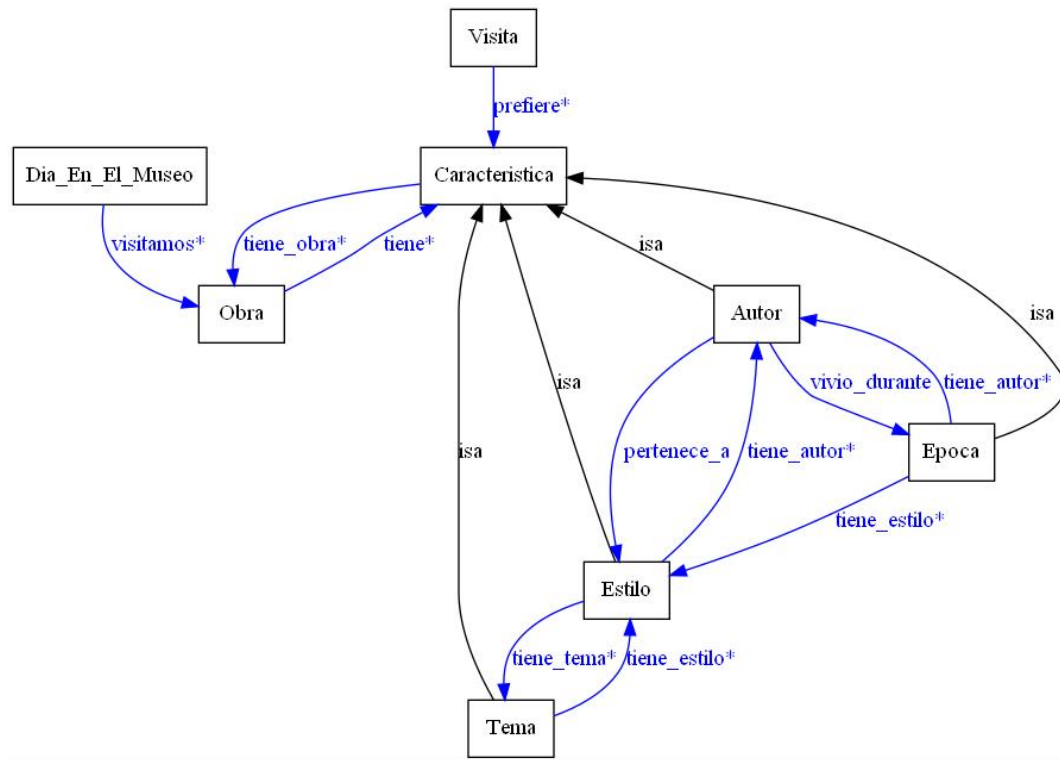 Visita
prefiere*
Dia_En_El_Museo
Caracteristica
visitamos*
tiene_obra*
tiene*
isa
Obra
Autor
isa
isa
vivio_durante
tiene_autor*
isa
pertenece_a
tiene_autor*
Epoca
tiene_estilo*
Estilo
tiene_tema*
tiene_estilo*
Tema